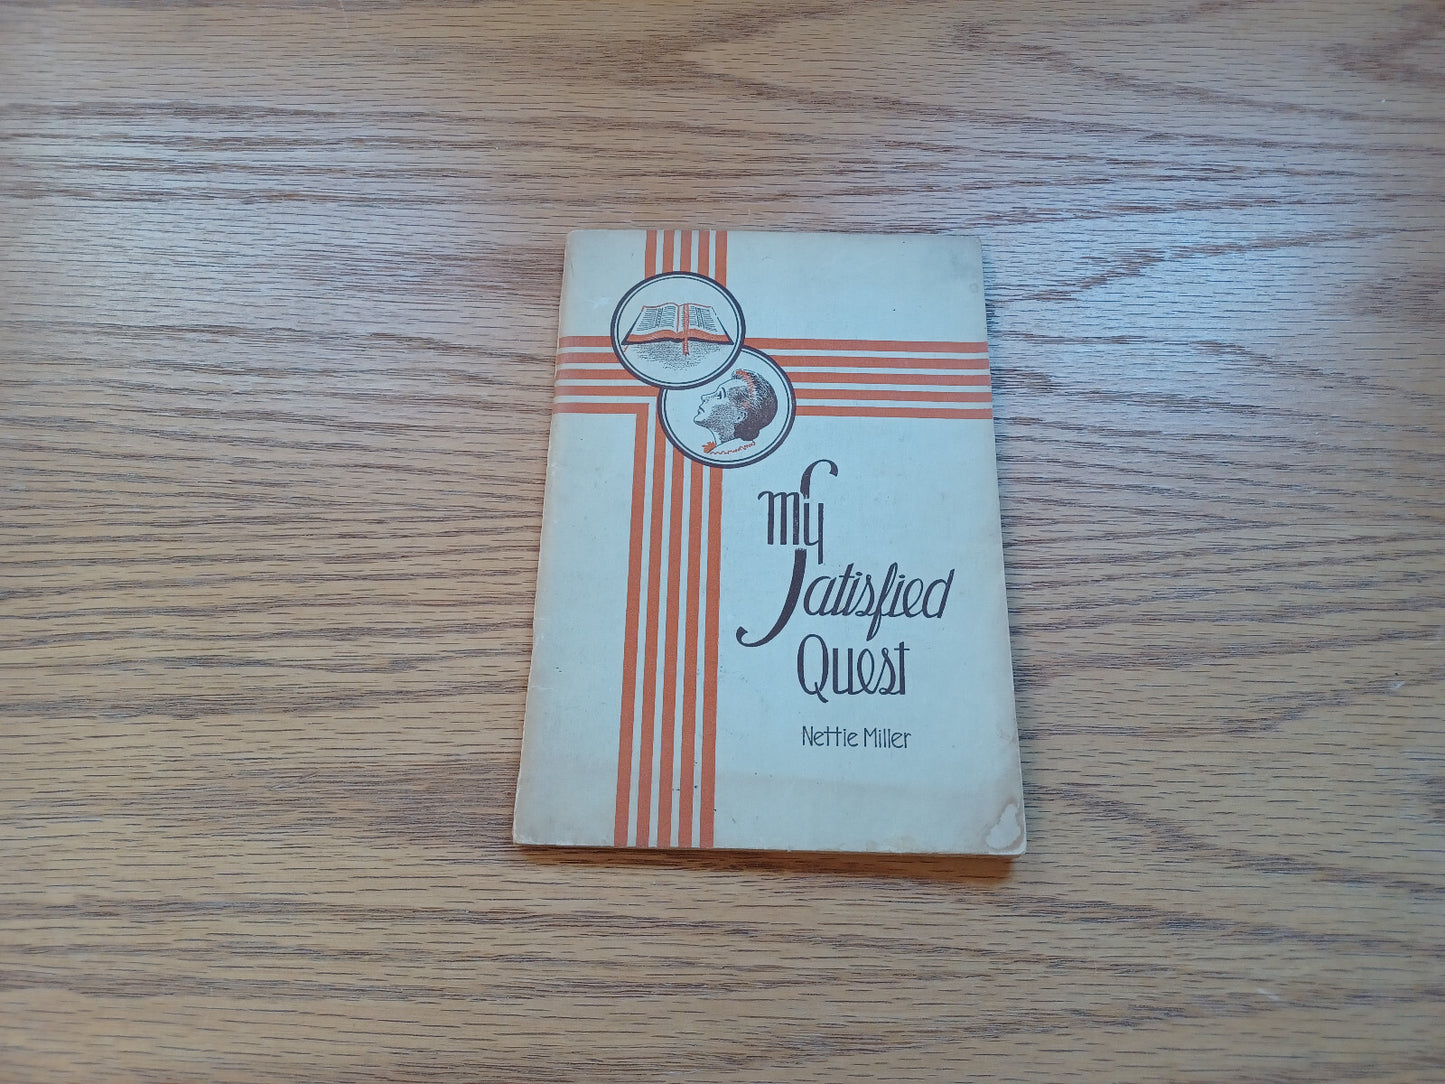 My
Satisfied
Quest
Nettie Miller